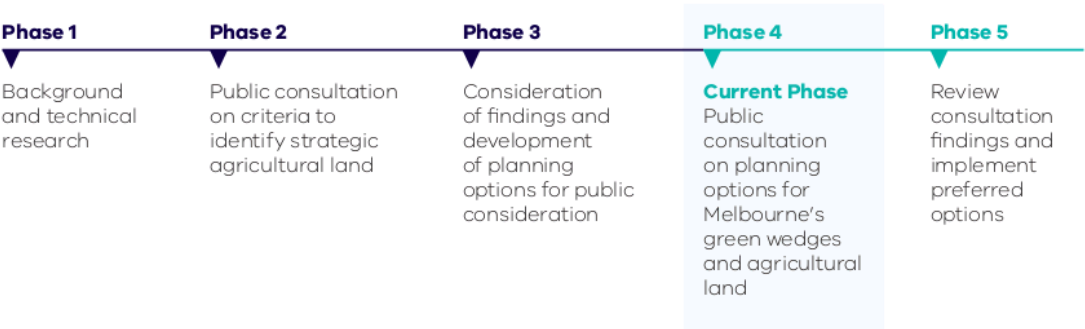 Phase 1
Background
and technical
research
Phase 2
Public consultation
on criteria to
identify strategic
agricultural land
Phase 3
Consideration
of findings and
development
of planning
options for public
consideration
Phase 4
Current Phase
Public
consultation
on planning
options for
Melbourne's
green wedges
and agricultural
land
Phase 5
Review
consultation
findings and
implement
preferred
options